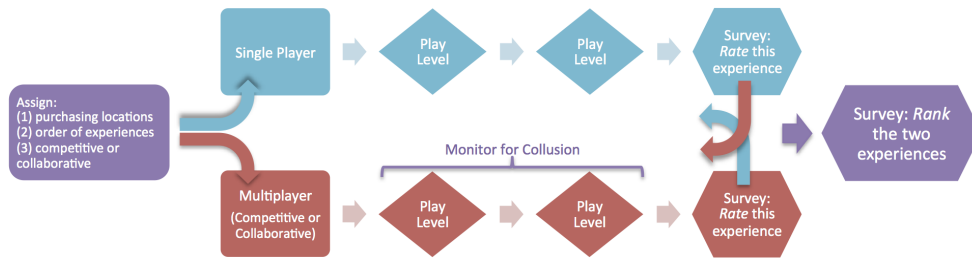 Assign:
(1) purchasing locations
(2) order of experiences
(3) competitive or
collaborative
Single Player
Play
Level
Play
Level
Survey:
Rate this
experience
Monitor for Collusion
Multiplayer
(Competitive or
Collaborative)
Play
Level
Play
Level
Survey:
Rate this
experience
Survey: Rank
the two
experiences